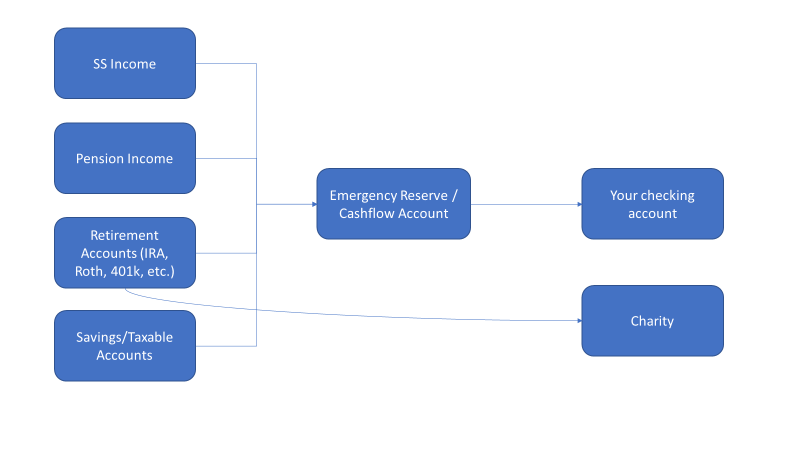 SS Income
Pension Income
Retirement
Accounts (IRA,
Roth, 401k, etc.)
Savings/Taxable
Accounts
Emergency Reserve /
Cashflow Account
Your checking
account
Charity